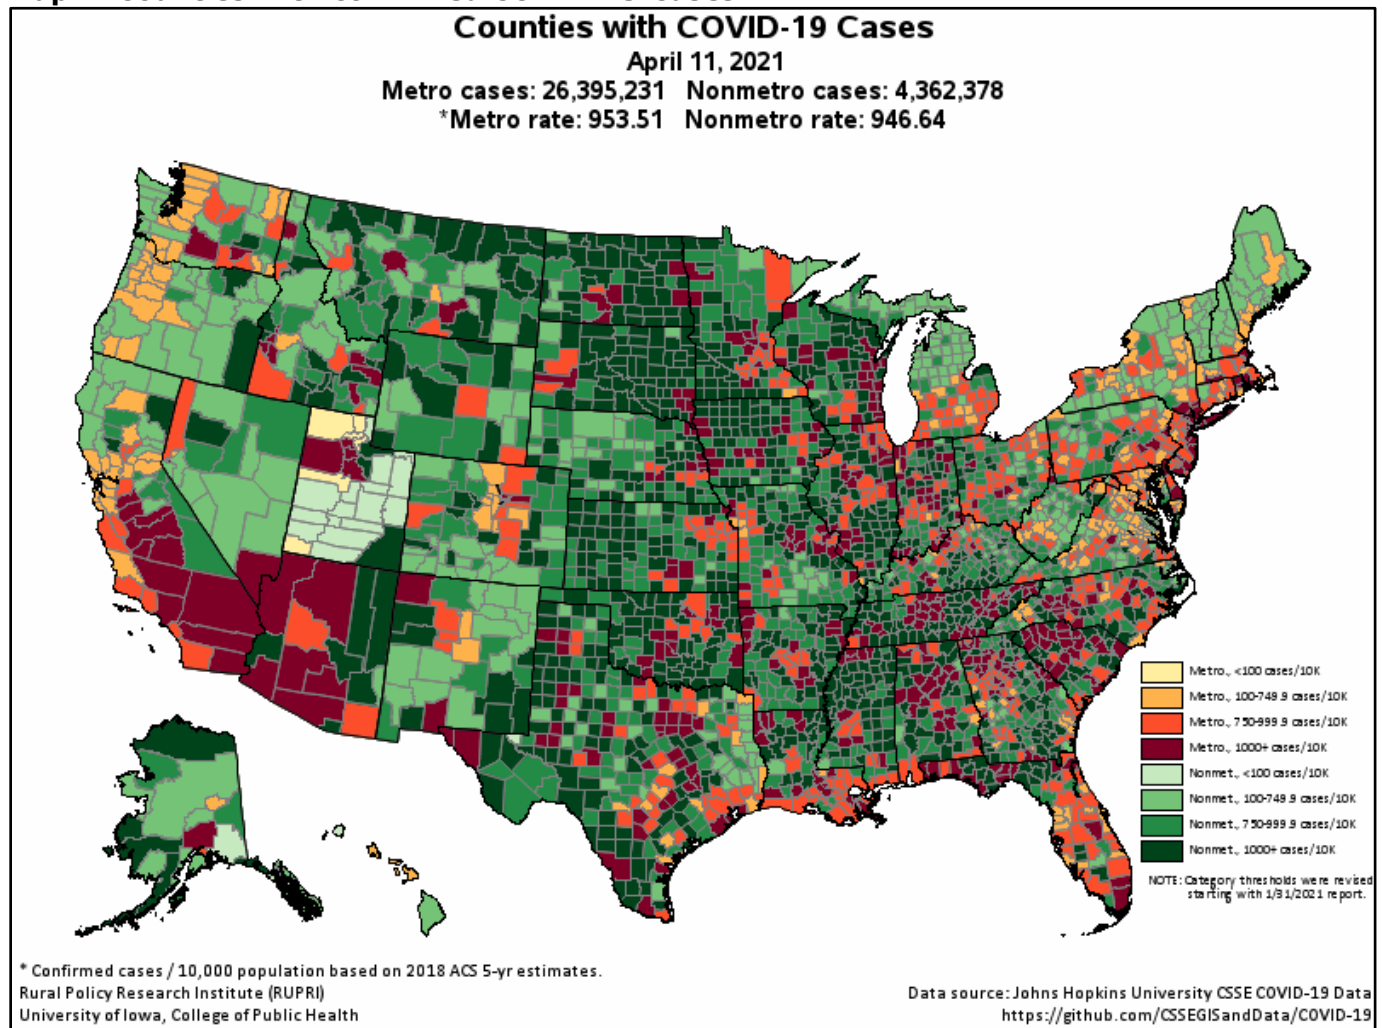 Counties with COVID-19 Cases
April 11, 2021
Metro cases: 26,395,231 Nonmetro cases: 4,362,378
*Metro rate: 953.51 Nonmetro rate: 946.64
Metro., <100 cases/10K
Metro., 100-749.9 cases/10K
Metro., 750-999.9 cases/10K
Metro., 1000+ cases/10K
Nonmet., <100 cases/10K
Nonmet., 100-749.9 cases/10K
Nonmet., 750-999.9 cases/10K
Nonmet., 1000+ cases/10K
NOTE: Category thresholds were revised
starting with 1/31/2021 report.
* Confirmed cases / 10,000 population based on 2018 ACS 5-yr estimates.
Rural Policy Research Institute (RUPRI)
University of Iowa, College of Public Health
Data source: Johns Hopkins University CSSE COVID-19 Data
https://github.com/CSSEGISandData/COVID-19